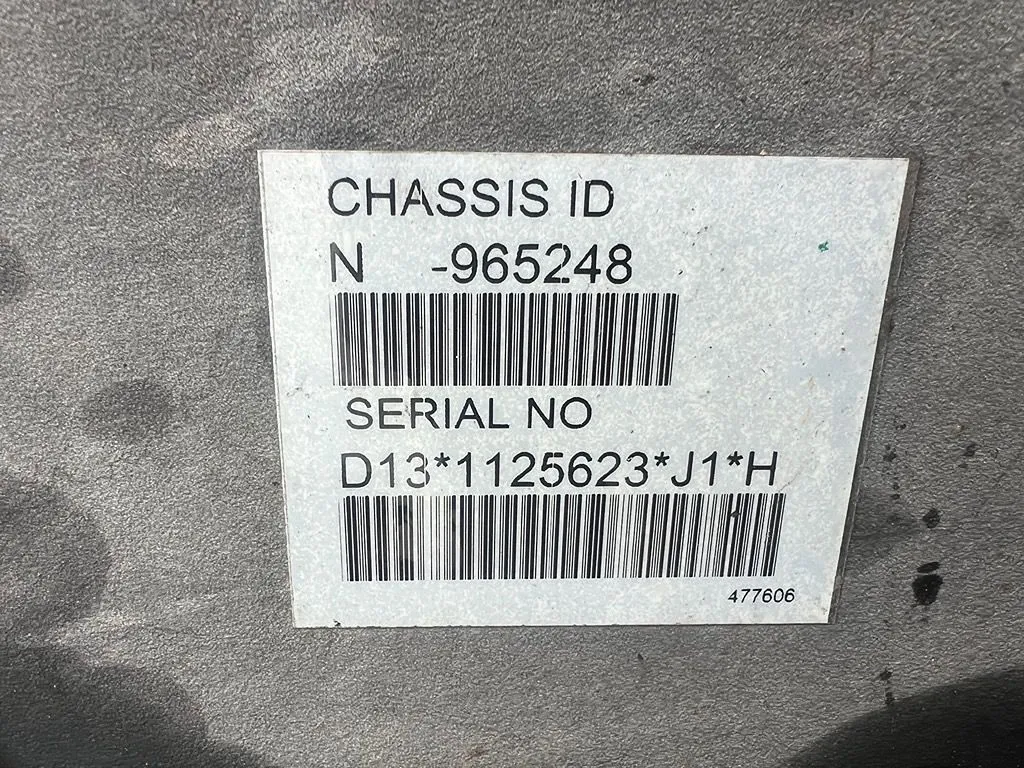 CHASSIS ID
N -965248
SERIAL NO
D13*1125623*J1*H
477606